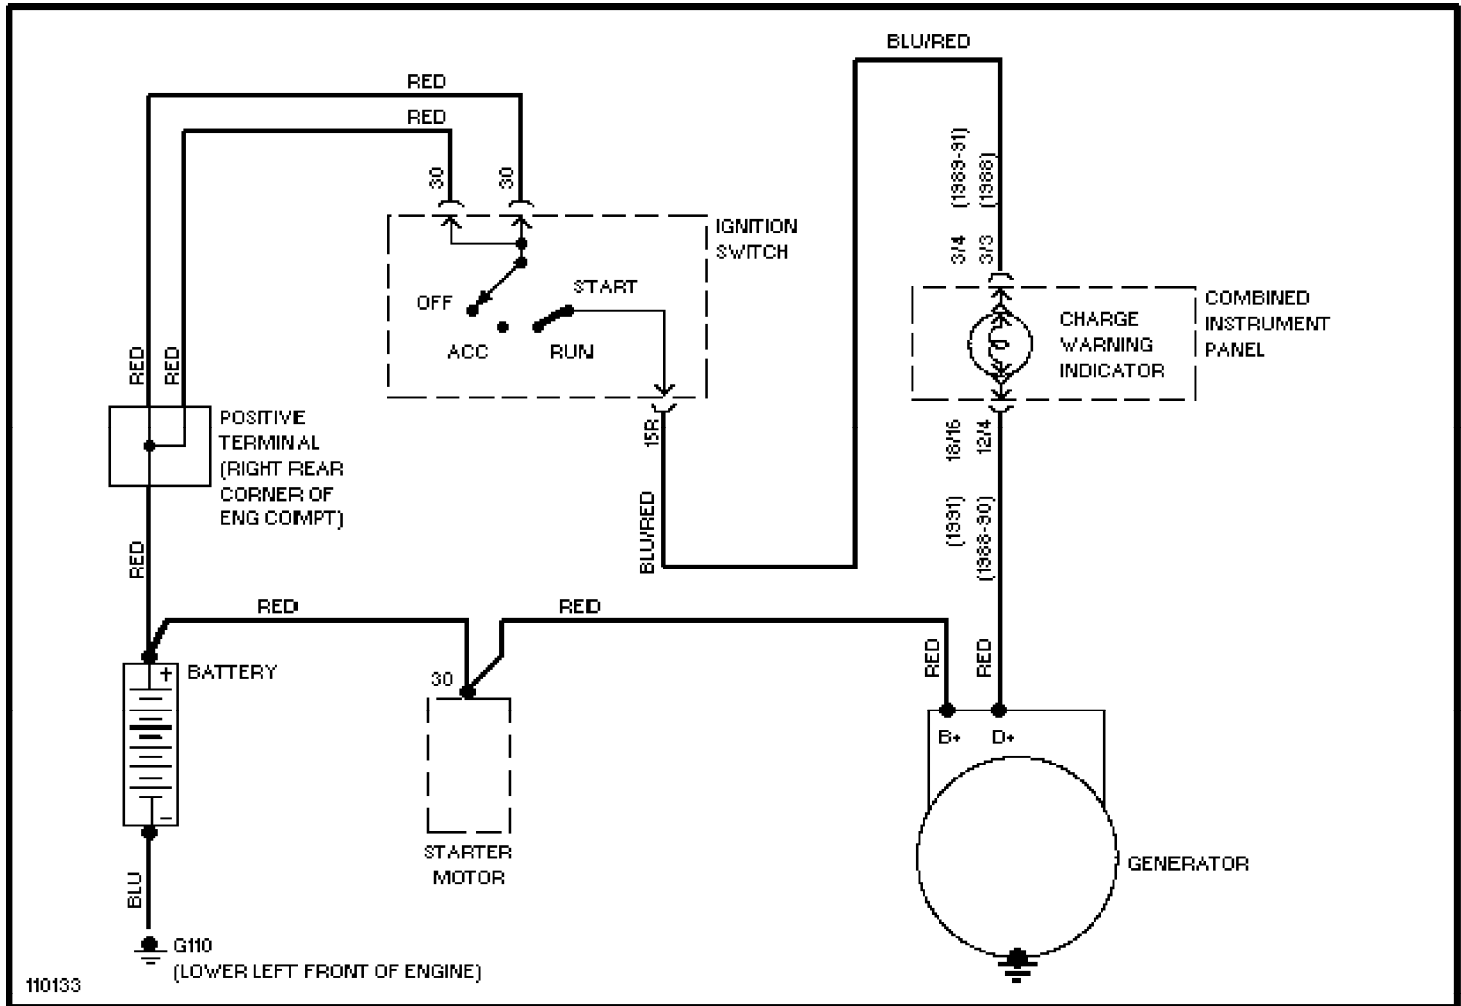 BLU/RED
RED
RED
30
30
(1989-91)
(1988)
3/4
3/3
IGNITION
SWITCH
OFF
START
ACC
RUN
COMBINED
INSTRUMENT
PANEL
CHARGE
WARNING
INDICATOR
RED
RED
POSITIVE
TERMINAL
(RIGHT REAR
CORNER OF
ENG COMPT)
15R
BLU/RED
18/16
12/4
(1991)
(1988-90)
RED
RED
RED
RED
RED
+
BATTERY
-
30
STARTER
MOTOR
B+
D+
GENERATOR
BLU
G110
(LOWER LEFT FRONT OF ENGINE)
110133